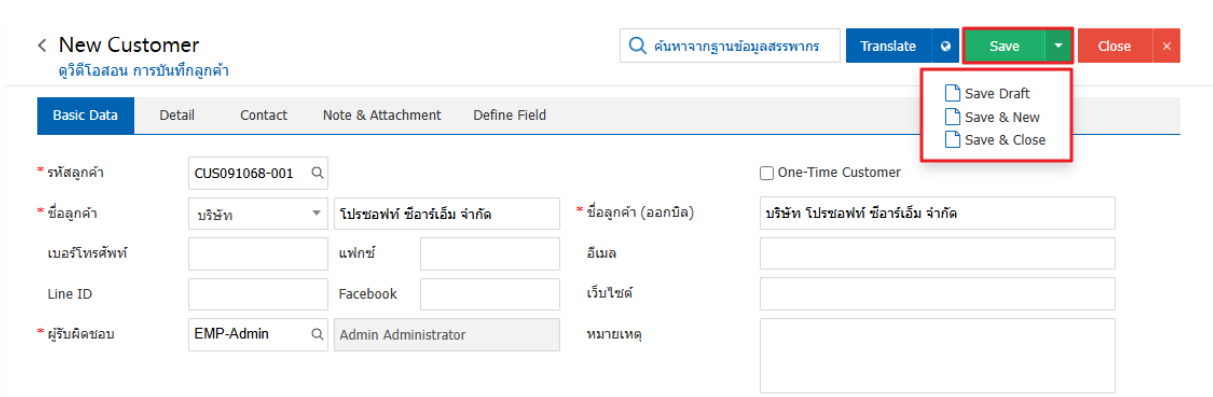 New Customer
ดูวิดีโอสอน การบันทึกลูกค้า
ค้นหาจากฐานข้อมูลสรรพากร Translate Save Close ×
Save Draft
Save & New
Save & Close
Basic Data Detail Contact Note & Attachment Define Field
* รหัสลูกค้า CUS091068-001 One-Time Customer
* ชื่อลูกค้า บริษัท โปรซอฟท์ ซีอาร์เอ็ม จำกัด * ชื่อลูกค้า (ออกบิล) บริษัท โปรซอฟท์ ซีอาร์เอ็ม จำกัด
เบอร์โทรศัพท์ แฟกซ์ อีเมล
Line ID Facebook เว็บไซต์
* ผู้รับผิดชอบ EMP-Admin Admin Administrator หมายเหตุ